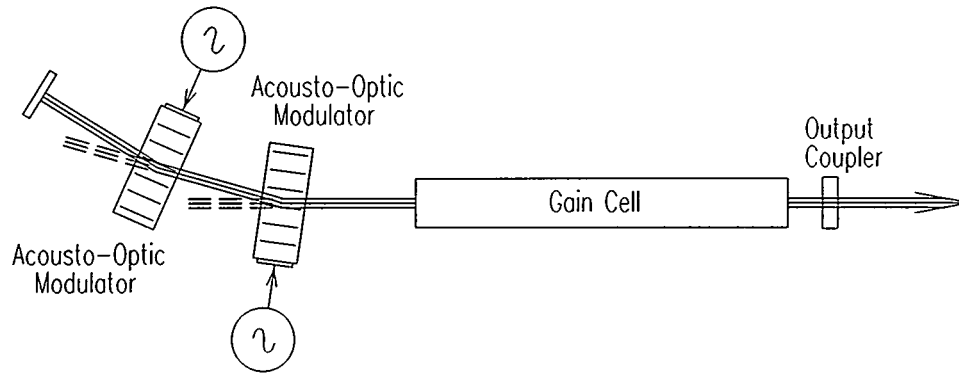 Acousto-Optic
Modulator
Output
Coupler
Gain Cell
Acousto-Optic
Modulator